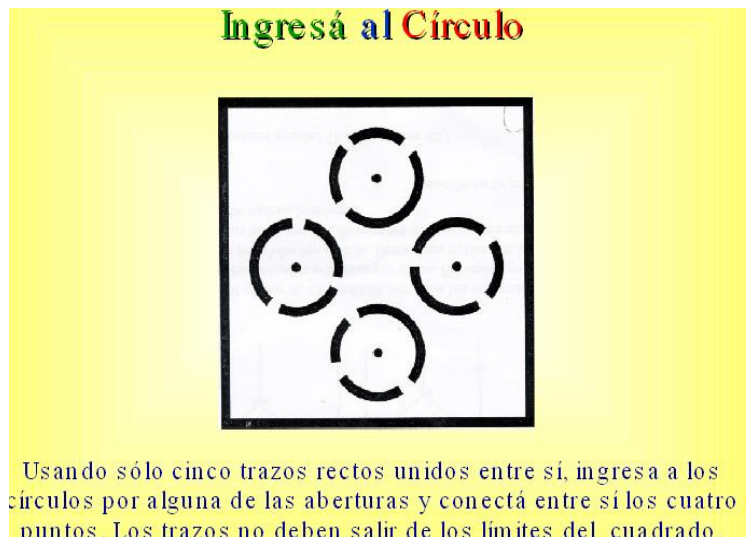 Ingresá al Círculo
Usando sólo cinco trazos rectos unidos entre sí, ingresa a los
círculos por alguna de las aberturas y conectá entre sí los cuatro
puntos. Los trazos no deben salir de los límites del cuadrado.